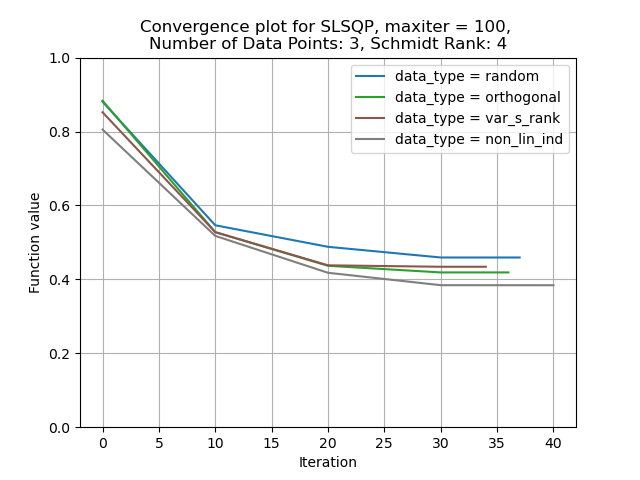 Convergence plot for SLSQP, maxiter = 100,
Number of Data Points: 3, Schmidt Rank: 4
data_type = random
data_type = orthogonal
data_type = var_s_rank
data_type = non_lin_ind
Function value
1.0
0.8
0.6
0.4
0.2
0.0
0 5 10 15 20 25 30 35 40
Iteration